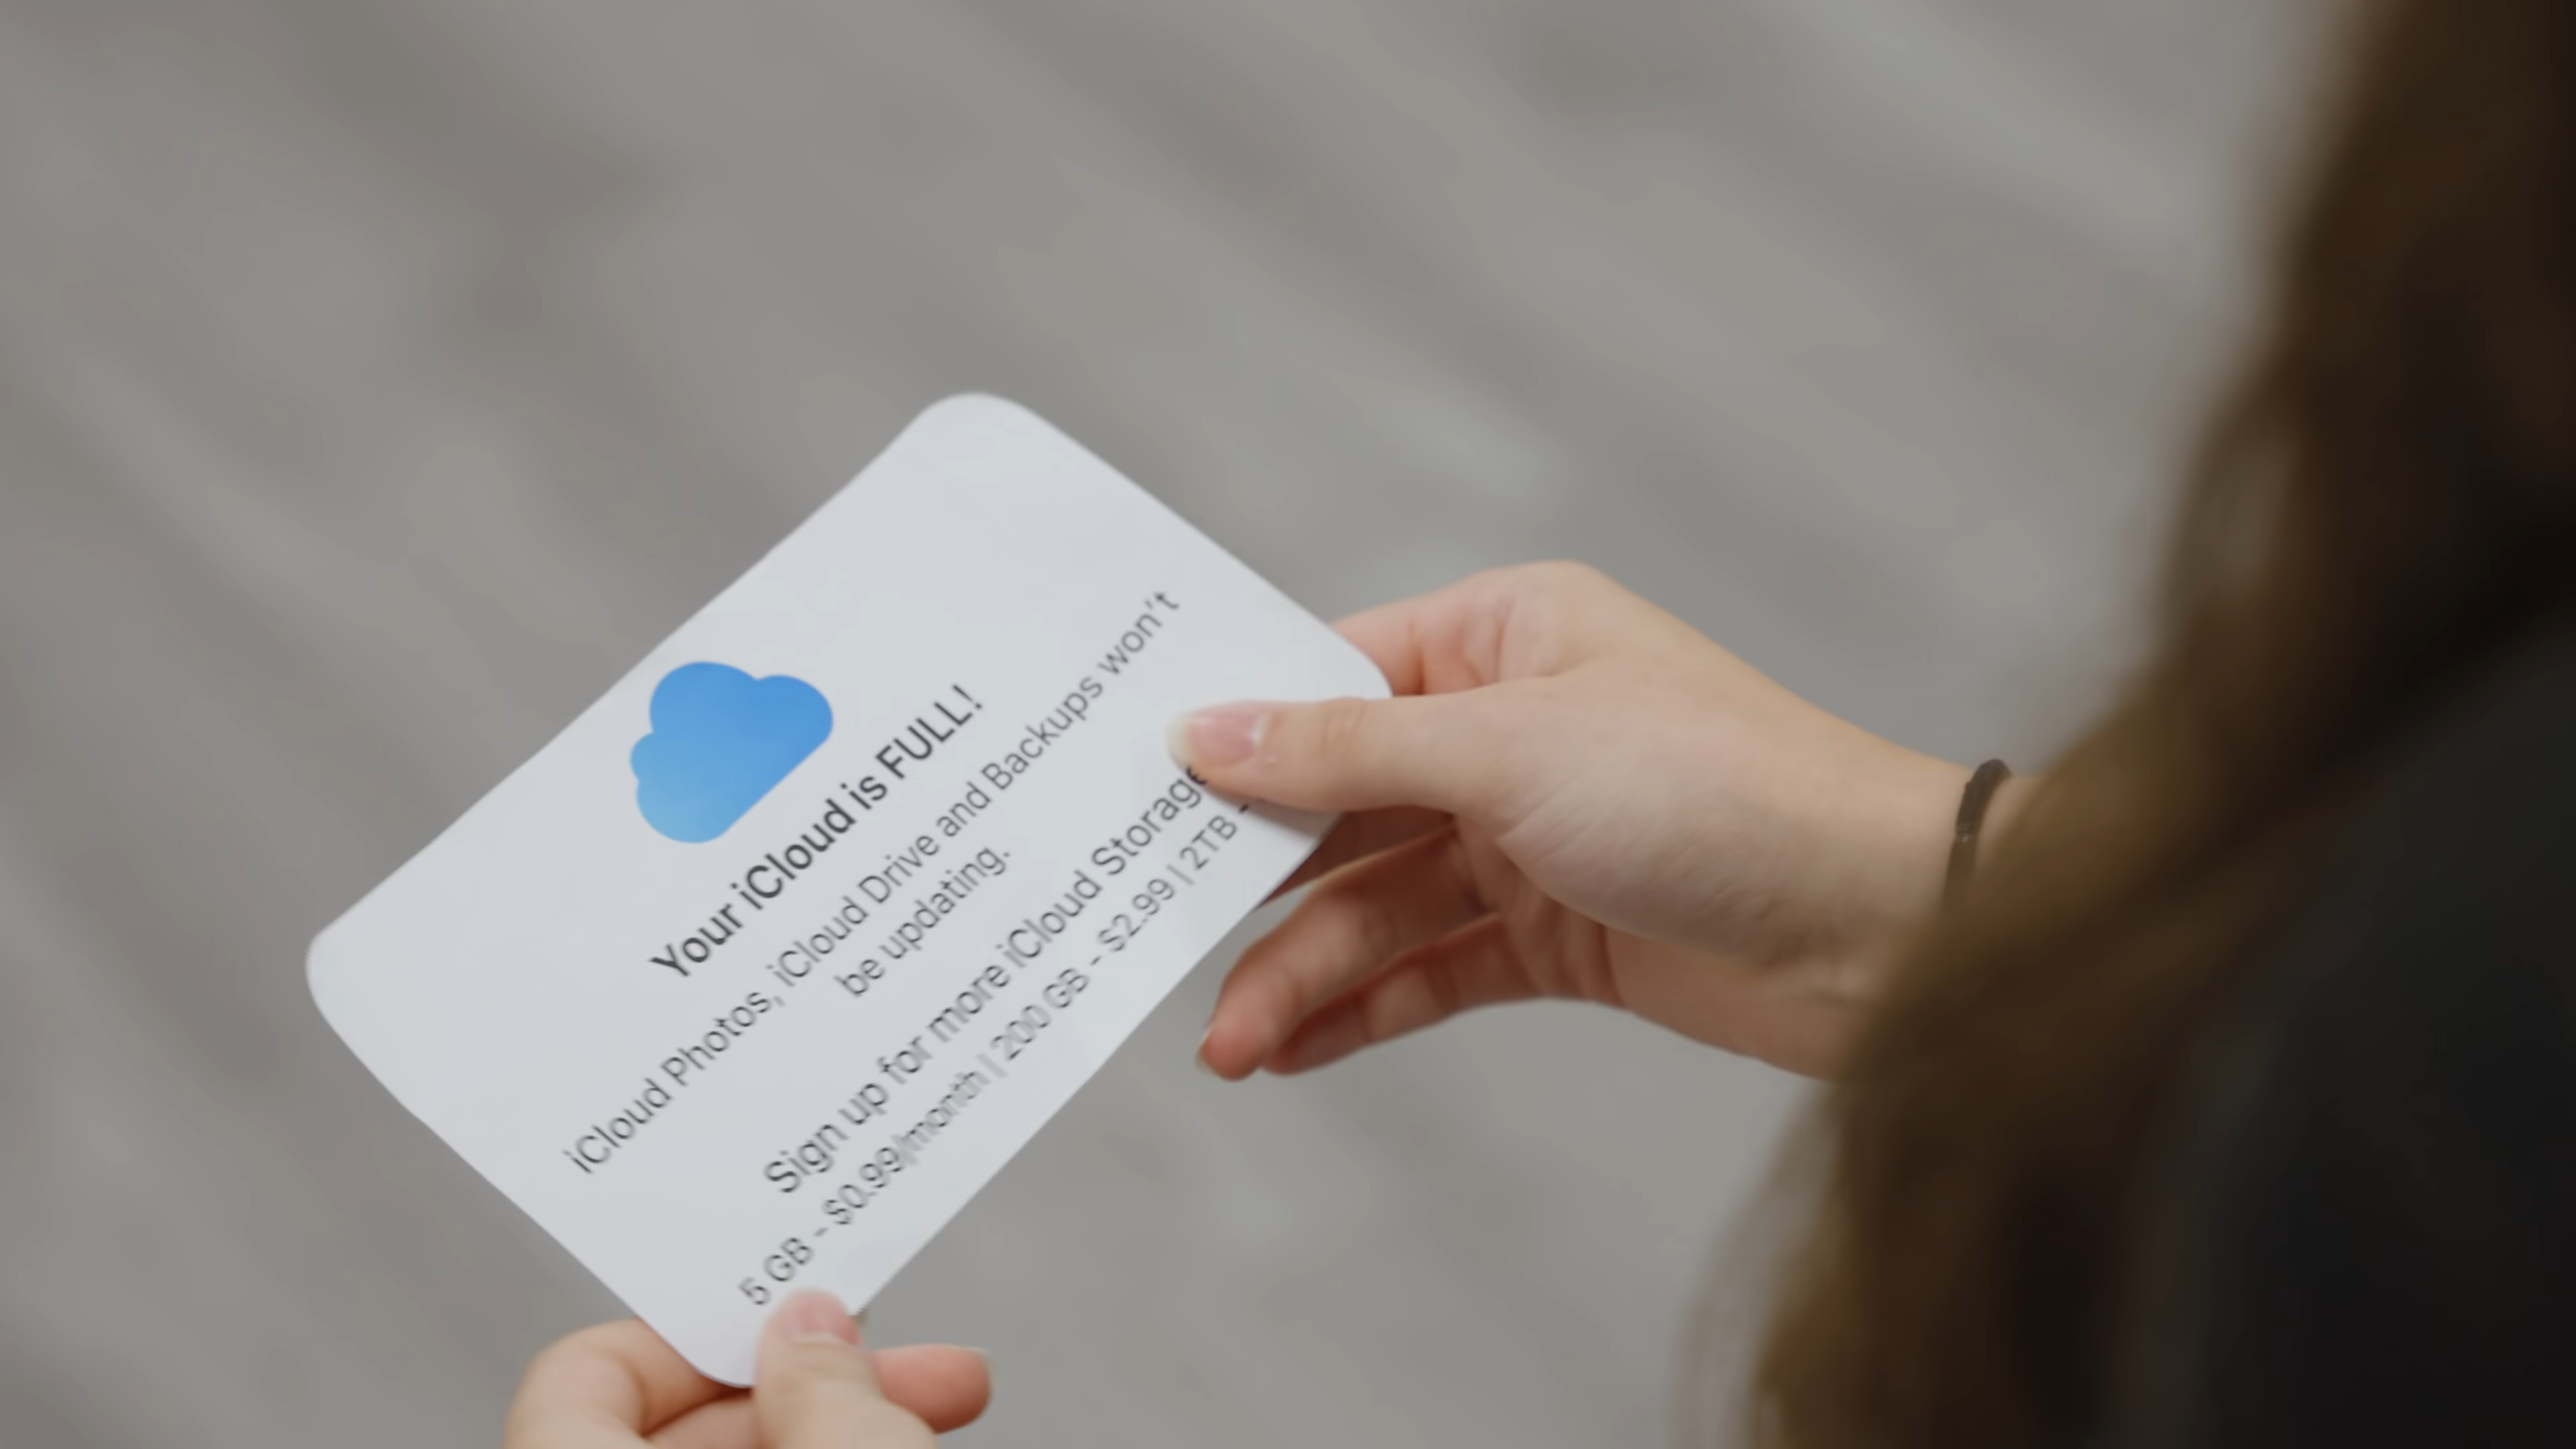 Your iCloud is FULL!
iCloud Photos, iCloud Drive and Backups won't
be updating.
Sign up for more iCloud Storage
5 GB - $0.99/month | 200 GB - $2.99 | 2TB -